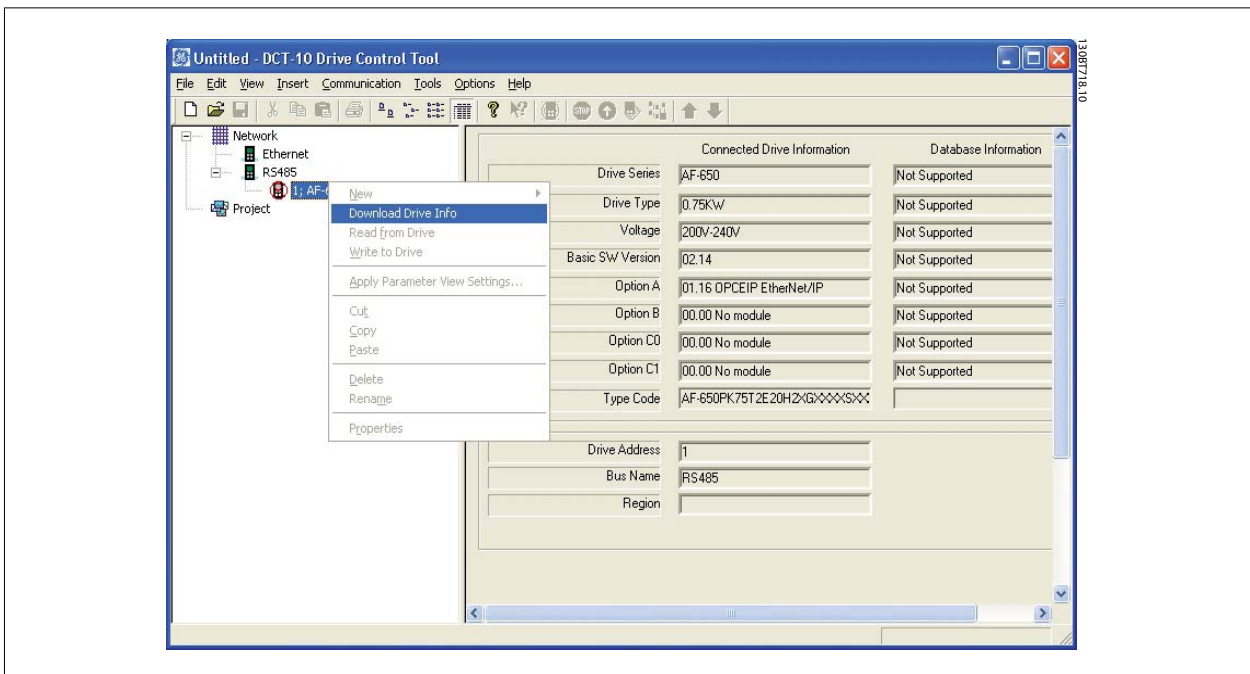 Untitled - DCT-10 Drive Control Tool
File Edit View Insert Communication Tools Options Help
STOP
Network
Ethernet
RS485
1; AF-6
Project
New
Download Drive Info
Read from Drive
Write to Drive
Apply Parameter View Settings...
Cut
Copy
Paste
Delete
Rename
Properties
Connected Drive Information Database Information
Drive Series AF-650 Not Supported
Drive Type 0.75KW Not Supported
Voltage 200V-240V Not Supported
Basic SW Version 02.14 Not Supported
Option A 01.16 OPCEIP EtherNet/IP Not Supported
Option B 00.00 No module Not Supported
Option C0 00.00 No module Not Supported
Option C1 00.00 No module Not Supported
Type Code AF-650PK75T2E20H2XGXXXXSXX
Drive Address 1
Bus Name RS485
Region
130BT718.10